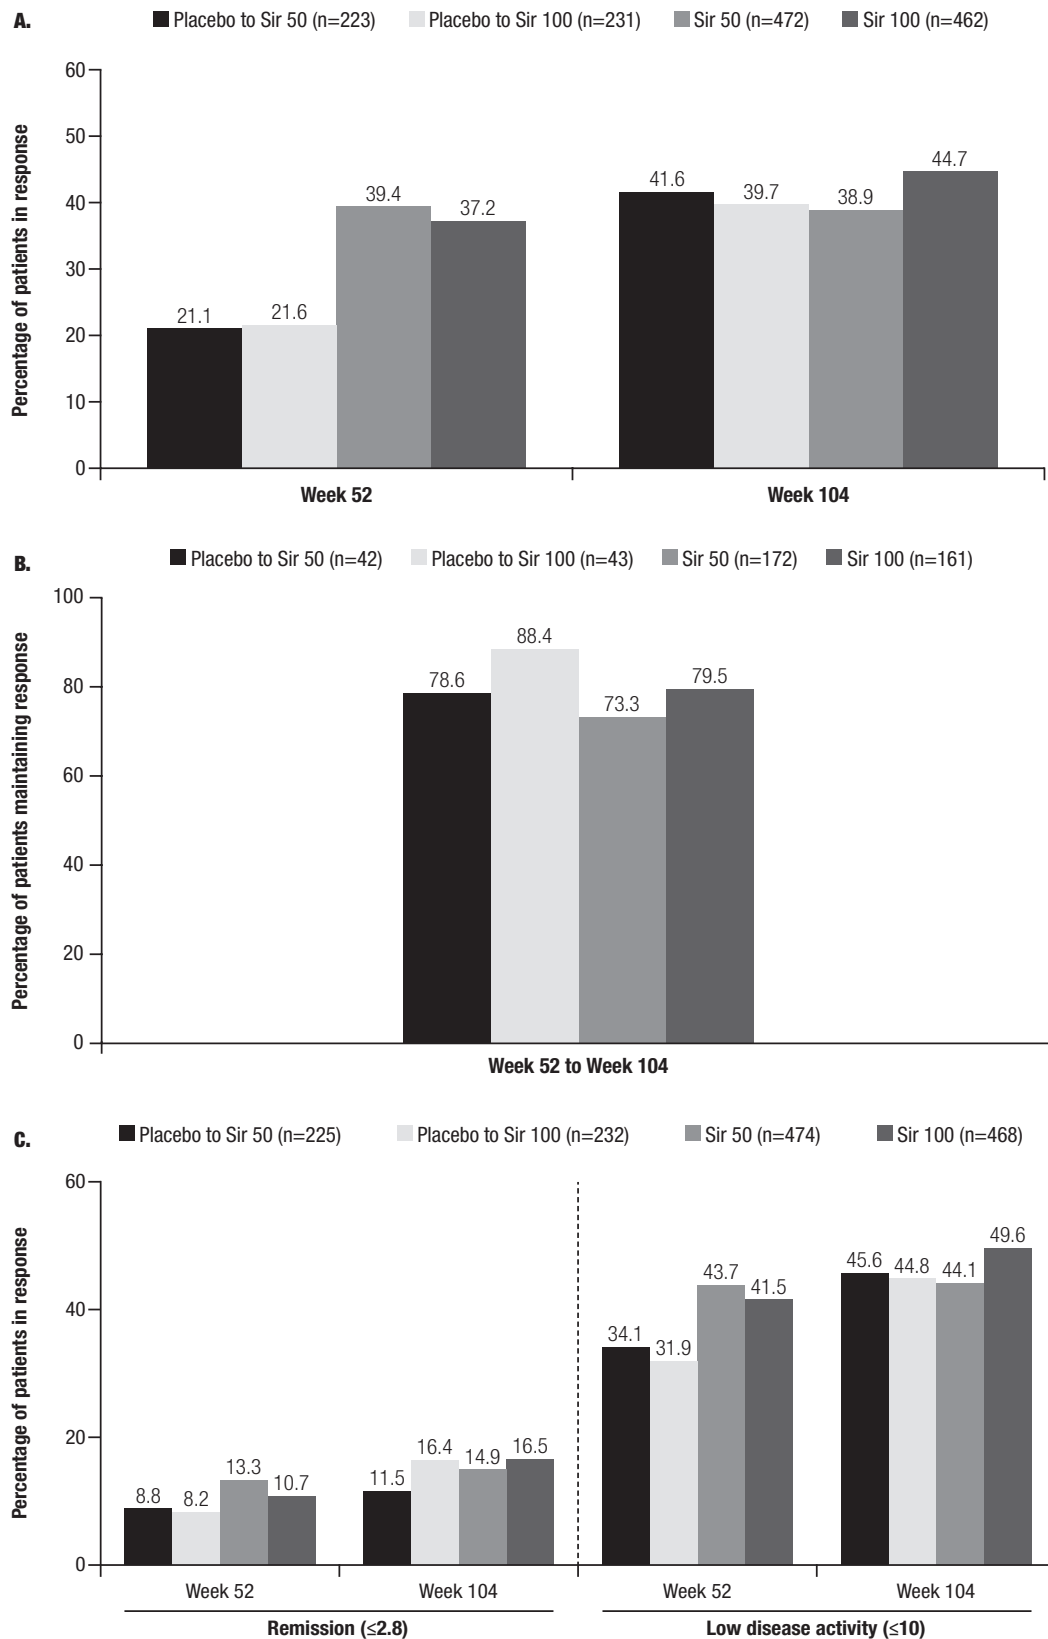 A.
Placebo to Sir 50 (n=223) Placebo to Sir 100 (n=231) Sir 50 (n=472) Sir 100 (n=462)
Percentage of patients in response
60
50
40
30
20
10
0
21.1 21.6 39.4 37.2
41.6 39.7 38.9 44.7
Week 52 Week 104
B.
Placebo to Sir 50 (n=42) Placebo to Sir 100 (n=43) Sir 50 (n=172) Sir 100 (n=161)
Percentage of patients maintaining response
100
80
60
40
20
0
78.6 88.4 73.3 79.5
Week 52 to Week 104
C.
Placebo to Sir 50 (n=225) Placebo to Sir 100 (n=232) Sir 50 (n=474) Sir 100 (n=468)
Percentage of patients in response
60
40
20
0
8.8 8.2 13.3 10.7
11.5 16.4 14.9 16.5
34.1 31.9 43.7 41.5
45.6 44.8 44.1 49.6
Week 52 Week 104 Week 52 Week 104
Remission (≤2.8) Low disease activity (≤10)